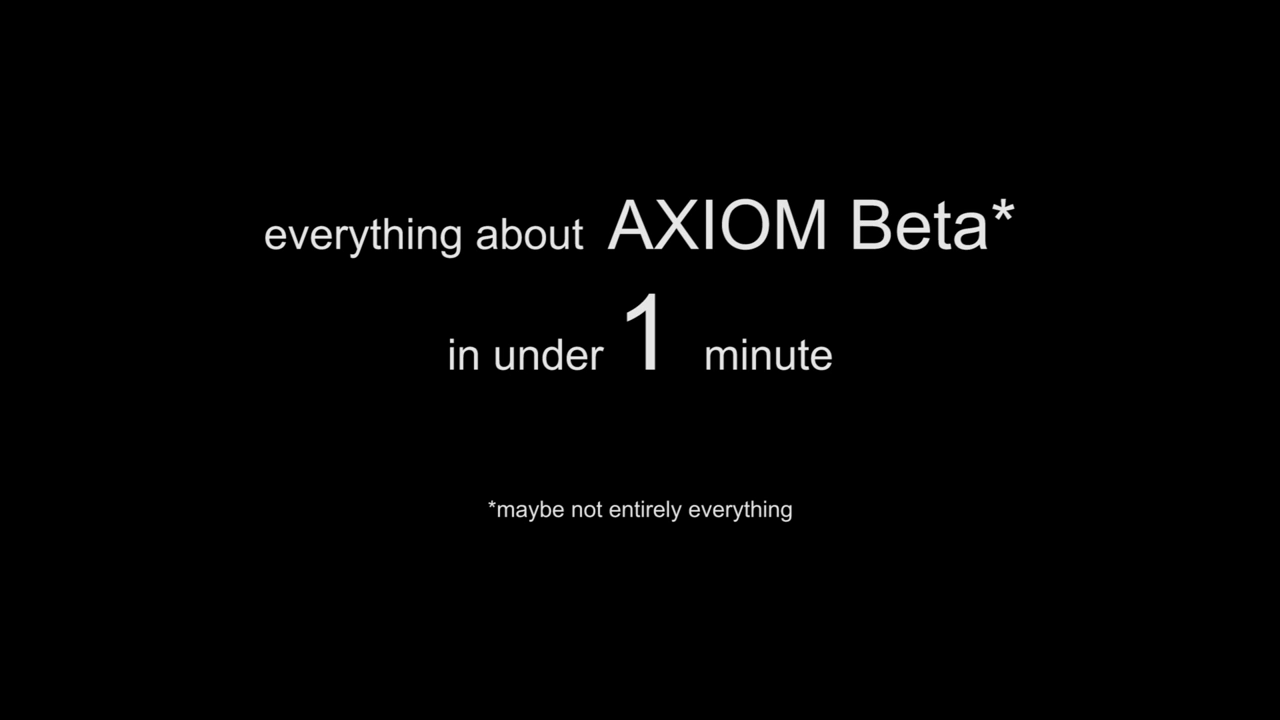 everything about AXIOM Beta*
in under 1 minute
*maybe not entirely everything